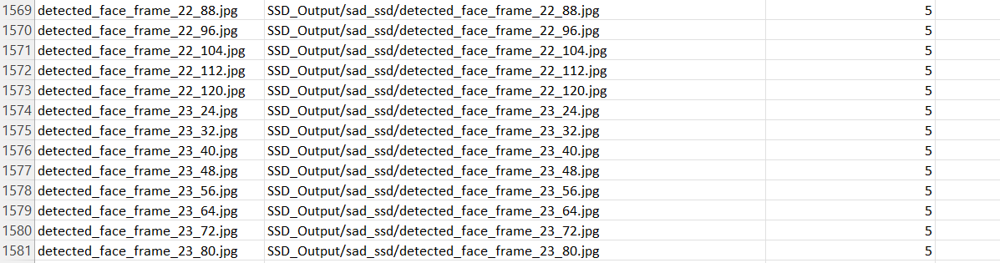 1569 detected_face_frame_22_88.jpg SSD_Output/sad_ssd/detected_face_frame_22_88.jpg 5
1570 detected_face_frame_22_96.jpg SSD_Output/sad_ssd/detected_face_frame_22_96.jpg 5
1571 detected_face_frame_22_104.jpg SSD_Output/sad_ssd/detected_face_frame_22_104.jpg 5
1572 detected_face_frame_22_112.jpg SSD_Output/sad_ssd/detected_face_frame_22_112.jpg 5
1573 detected_face_frame_22_120.jpg SSD_Output/sad_ssd/detected_face_frame_22_120.jpg 5
1574 detected_face_frame_23_24.jpg SSD_Output/sad_ssd/detected_face_frame_23_24.jpg 5
1575 detected_face_frame_23_32.jpg SSD_Output/sad_ssd/detected_face_frame_23_32.jpg 5
1576 detected_face_frame_23_40.jpg SSD_Output/sad_ssd/detected_face_frame_23_40.jpg 5
1577 detected_face_frame_23_48.jpg SSD_Output/sad_ssd/detected_face_frame_23_48.jpg 5
1578 detected_face_frame_23_56.jpg SSD_Output/sad_ssd/detected_face_frame_23_56.jpg 5
1579 detected_face_frame_23_64.jpg SSD_Output/sad_ssd/detected_face_frame_23_64.jpg 5
1580 detected_face_frame_23_72.jpg SSD_Output/sad_ssd/detected_face_frame_23_72.jpg 5
1581 detected_face_frame_23_80.jpg SSD_Output/sad_ssd/detected_face_frame_23_80.jpg 5